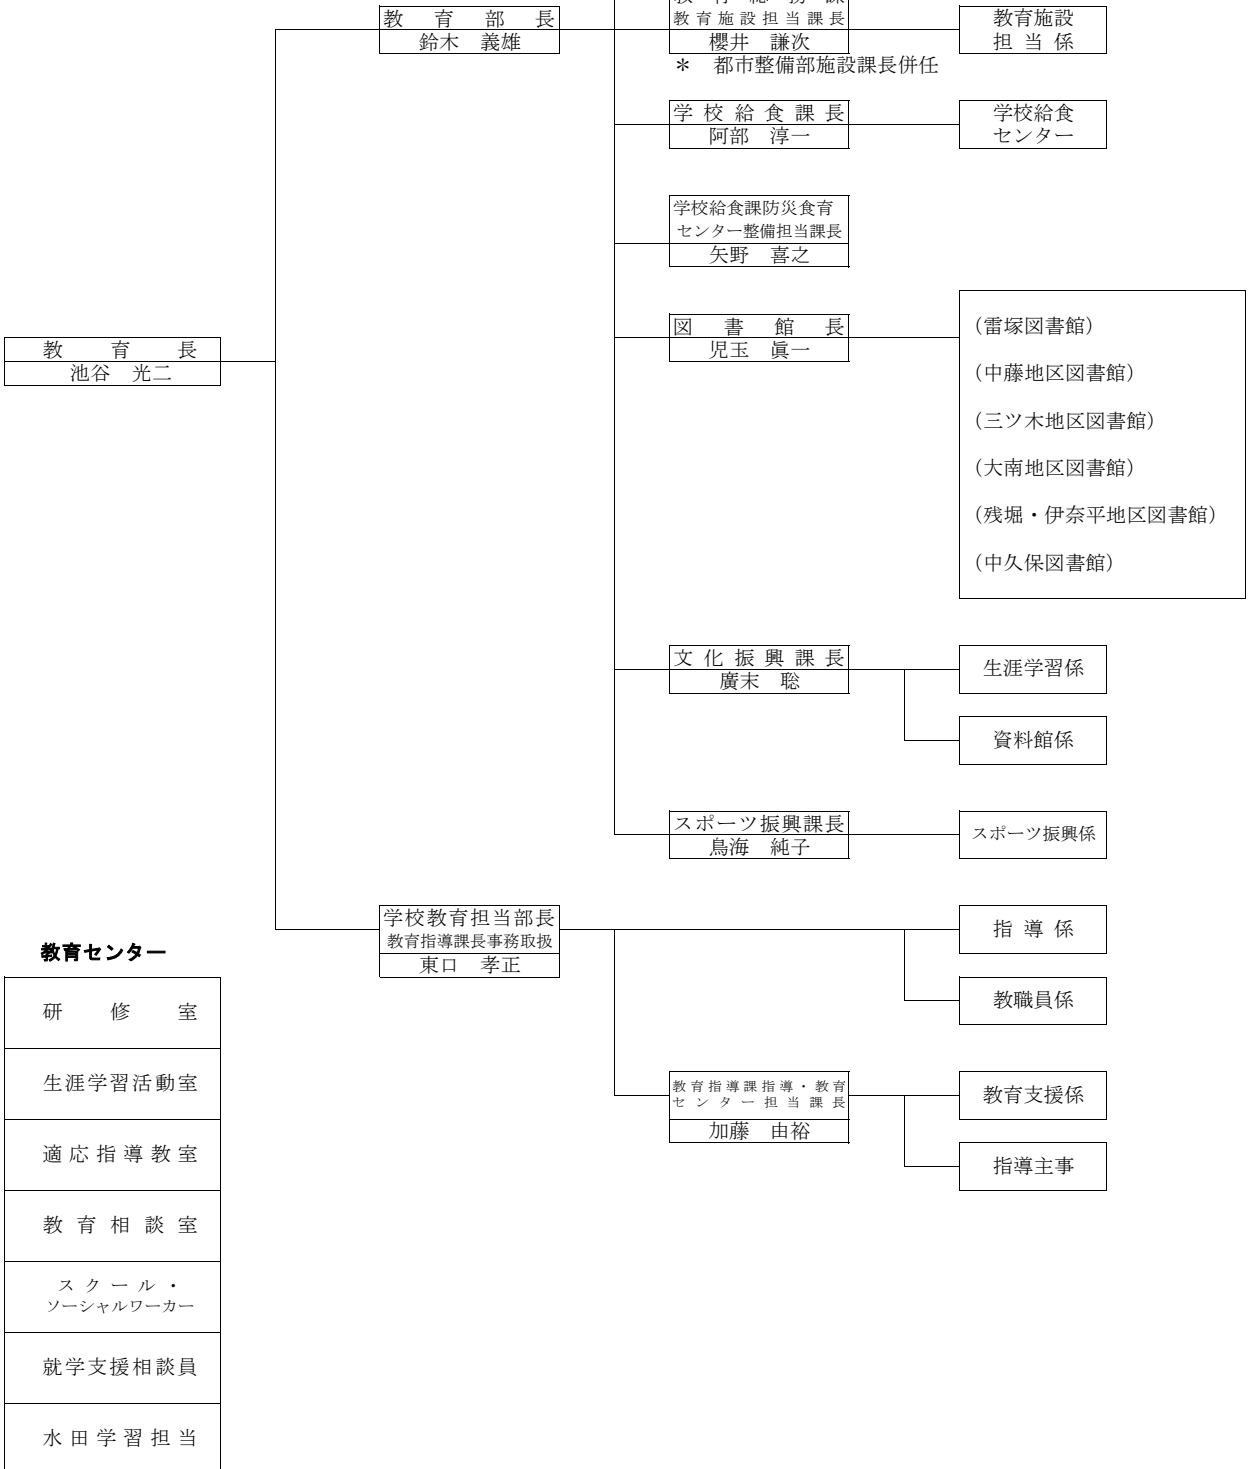 教育総務課
教育施設担当課長
櫻井　謙次
＊　都市整備部施設課長併任
教育施設
担当係
教育部長
鈴木　義雄
学校給食課長
阿部　淳一
学校給食
センター
学校給食課防災食育
センター整備担当課長
矢野　喜之
図書館長
児玉　眞一
（雷塚図書館）
（中藤地区図書館）
（三ツ木地区図書館）
（大南地区図書館）
（残堀・伊奈平地区図書館）
（中久保図書館）
教育長
池谷　光二
文化振興課長
廣末　聡
生涯学習係
資料館係
スポーツ振興課長
鳥海　純子
スポーツ振興係
学校教育担当部長
教育指導課長事務取扱
東口　孝正
指導係
教職員係
教育指導課指導・教育
センター担当課長
加藤　由裕
教育支援係
指導主事
教育センター
研修室
生涯学習活動室
適応指導教室
教育相談室
スクール・
ソーシャルワーカー
就学支援相談員
水田学習担当